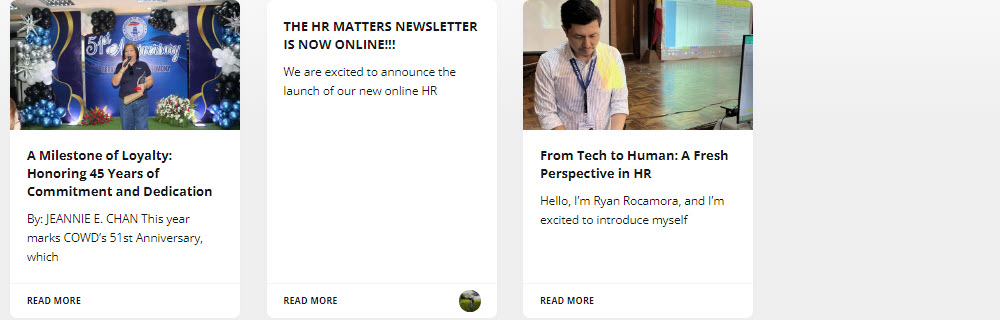 51st Anniversary
A Milestone of Loyalty:
Honoring 45 Years of
Commitment and Dedication
By: JEANNIE E. CHAN This year
marks COWD's 51st Anniversary,
which
READ MORE
THE HR MATTERS NEWSLETTER
IS NOW ONLINE!!!
We are excited to announce the
launch of our new online HR
READ MORE
From Tech to Human: A Fresh
Perspective in HR
Hello, I'm Ryan Rocamora, and I'm
excited to introduce myself
READ MORE